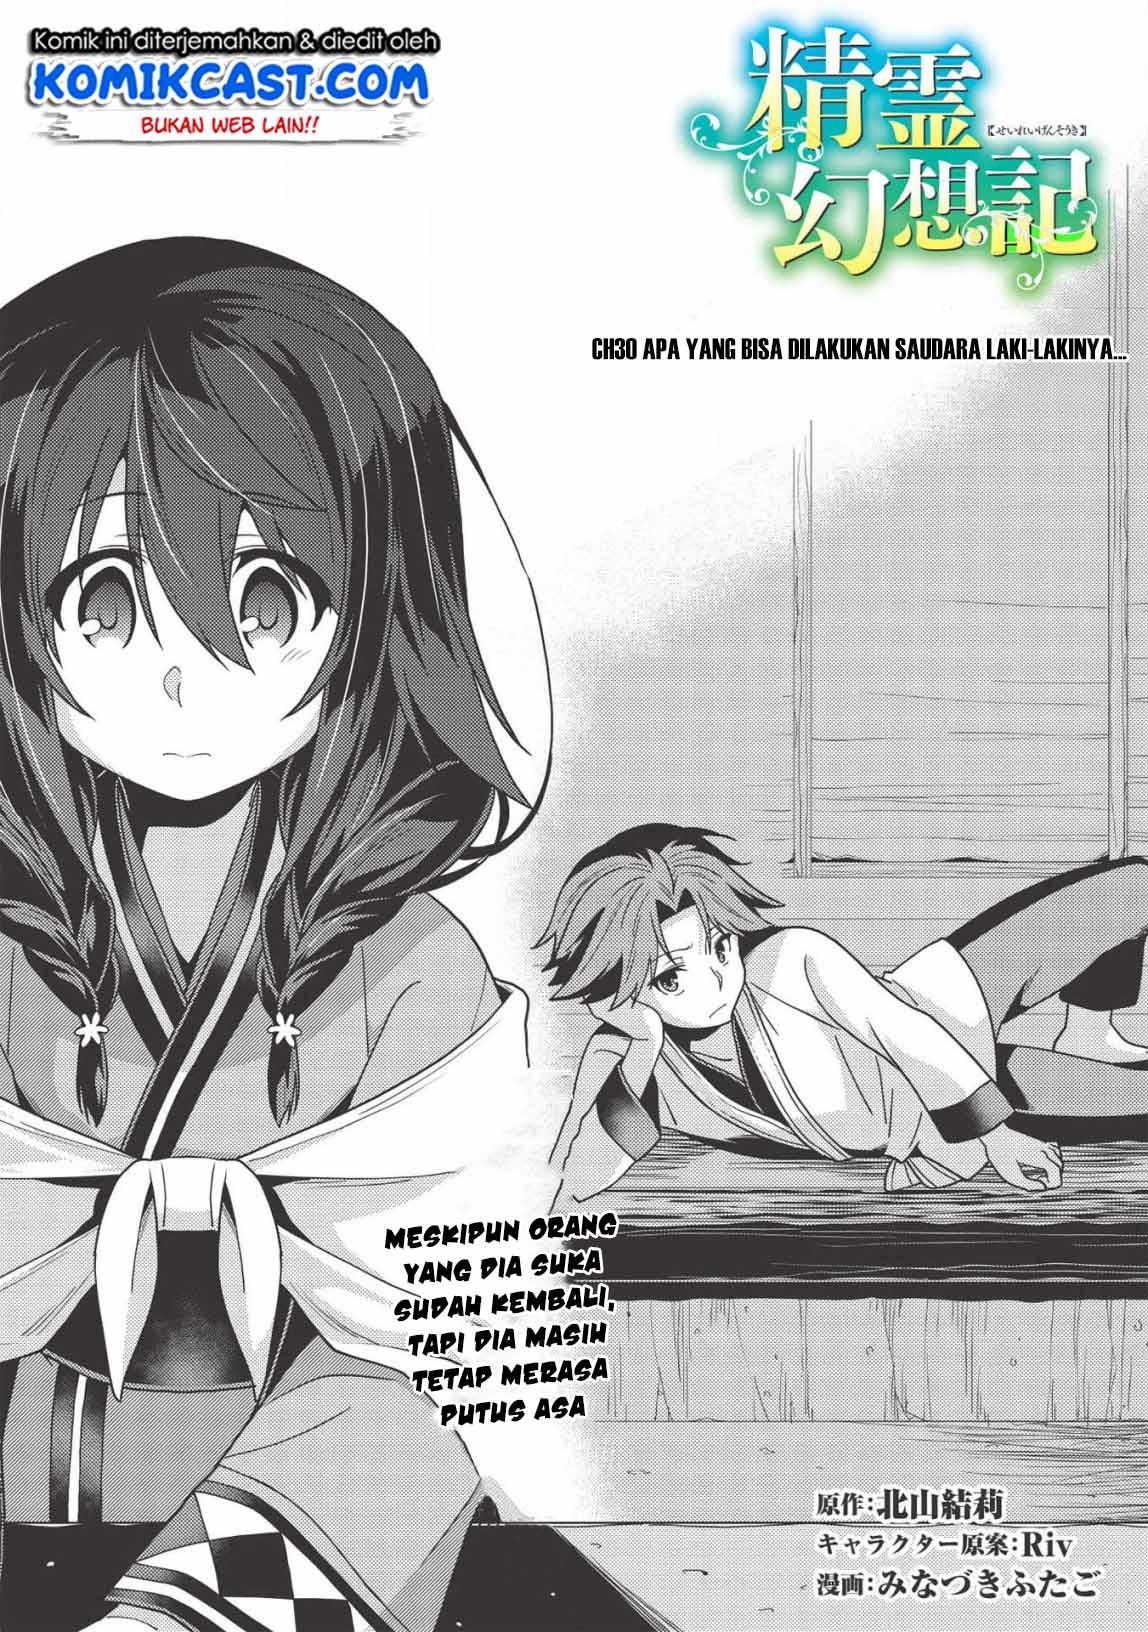 Komik ini diterjemahkan & diedit oleh
KOMIKCAST.COM
BUKAN WEB LAIN!!
精霊
【せいれいげんそうき】
幻想記
CH30 APA YANG BISA DILAKUKAN SAUDARA LAKI-LAKINYA...
MESKIPUN ORANG
YANG DIA SUKA
SUDAH KEMBALI,
TAPI DIA MASIH
TETAP MERASA
PUTUS ASA
原作:北山結莉
キャラクター原案:Riv
漫画:みなづきふたご